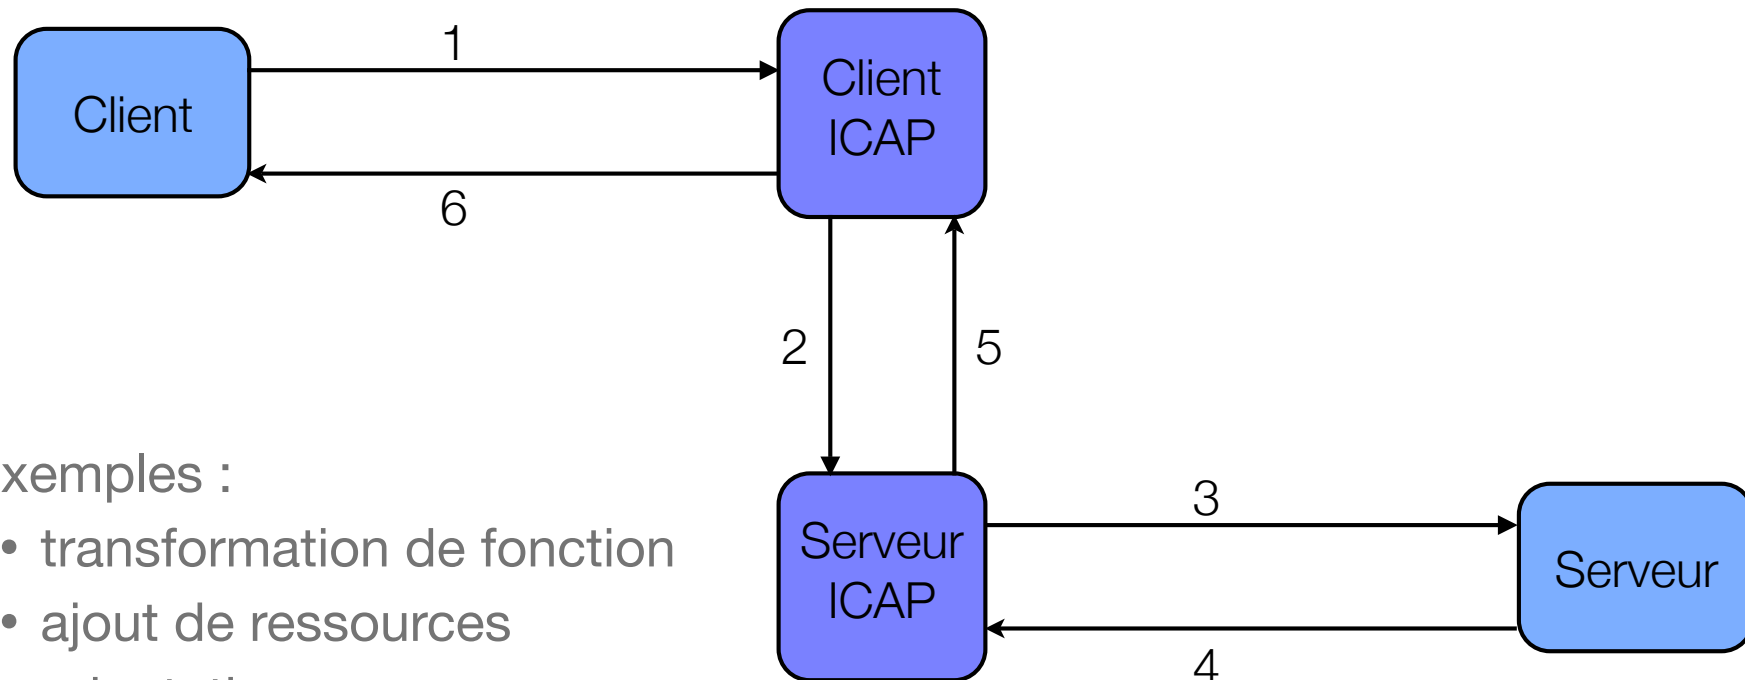 1
Client
Client
ICAP
6
2
5
xemples :
• transformation de fonction
• ajout de ressources
3
Serveur
ICAP
Serveur
4